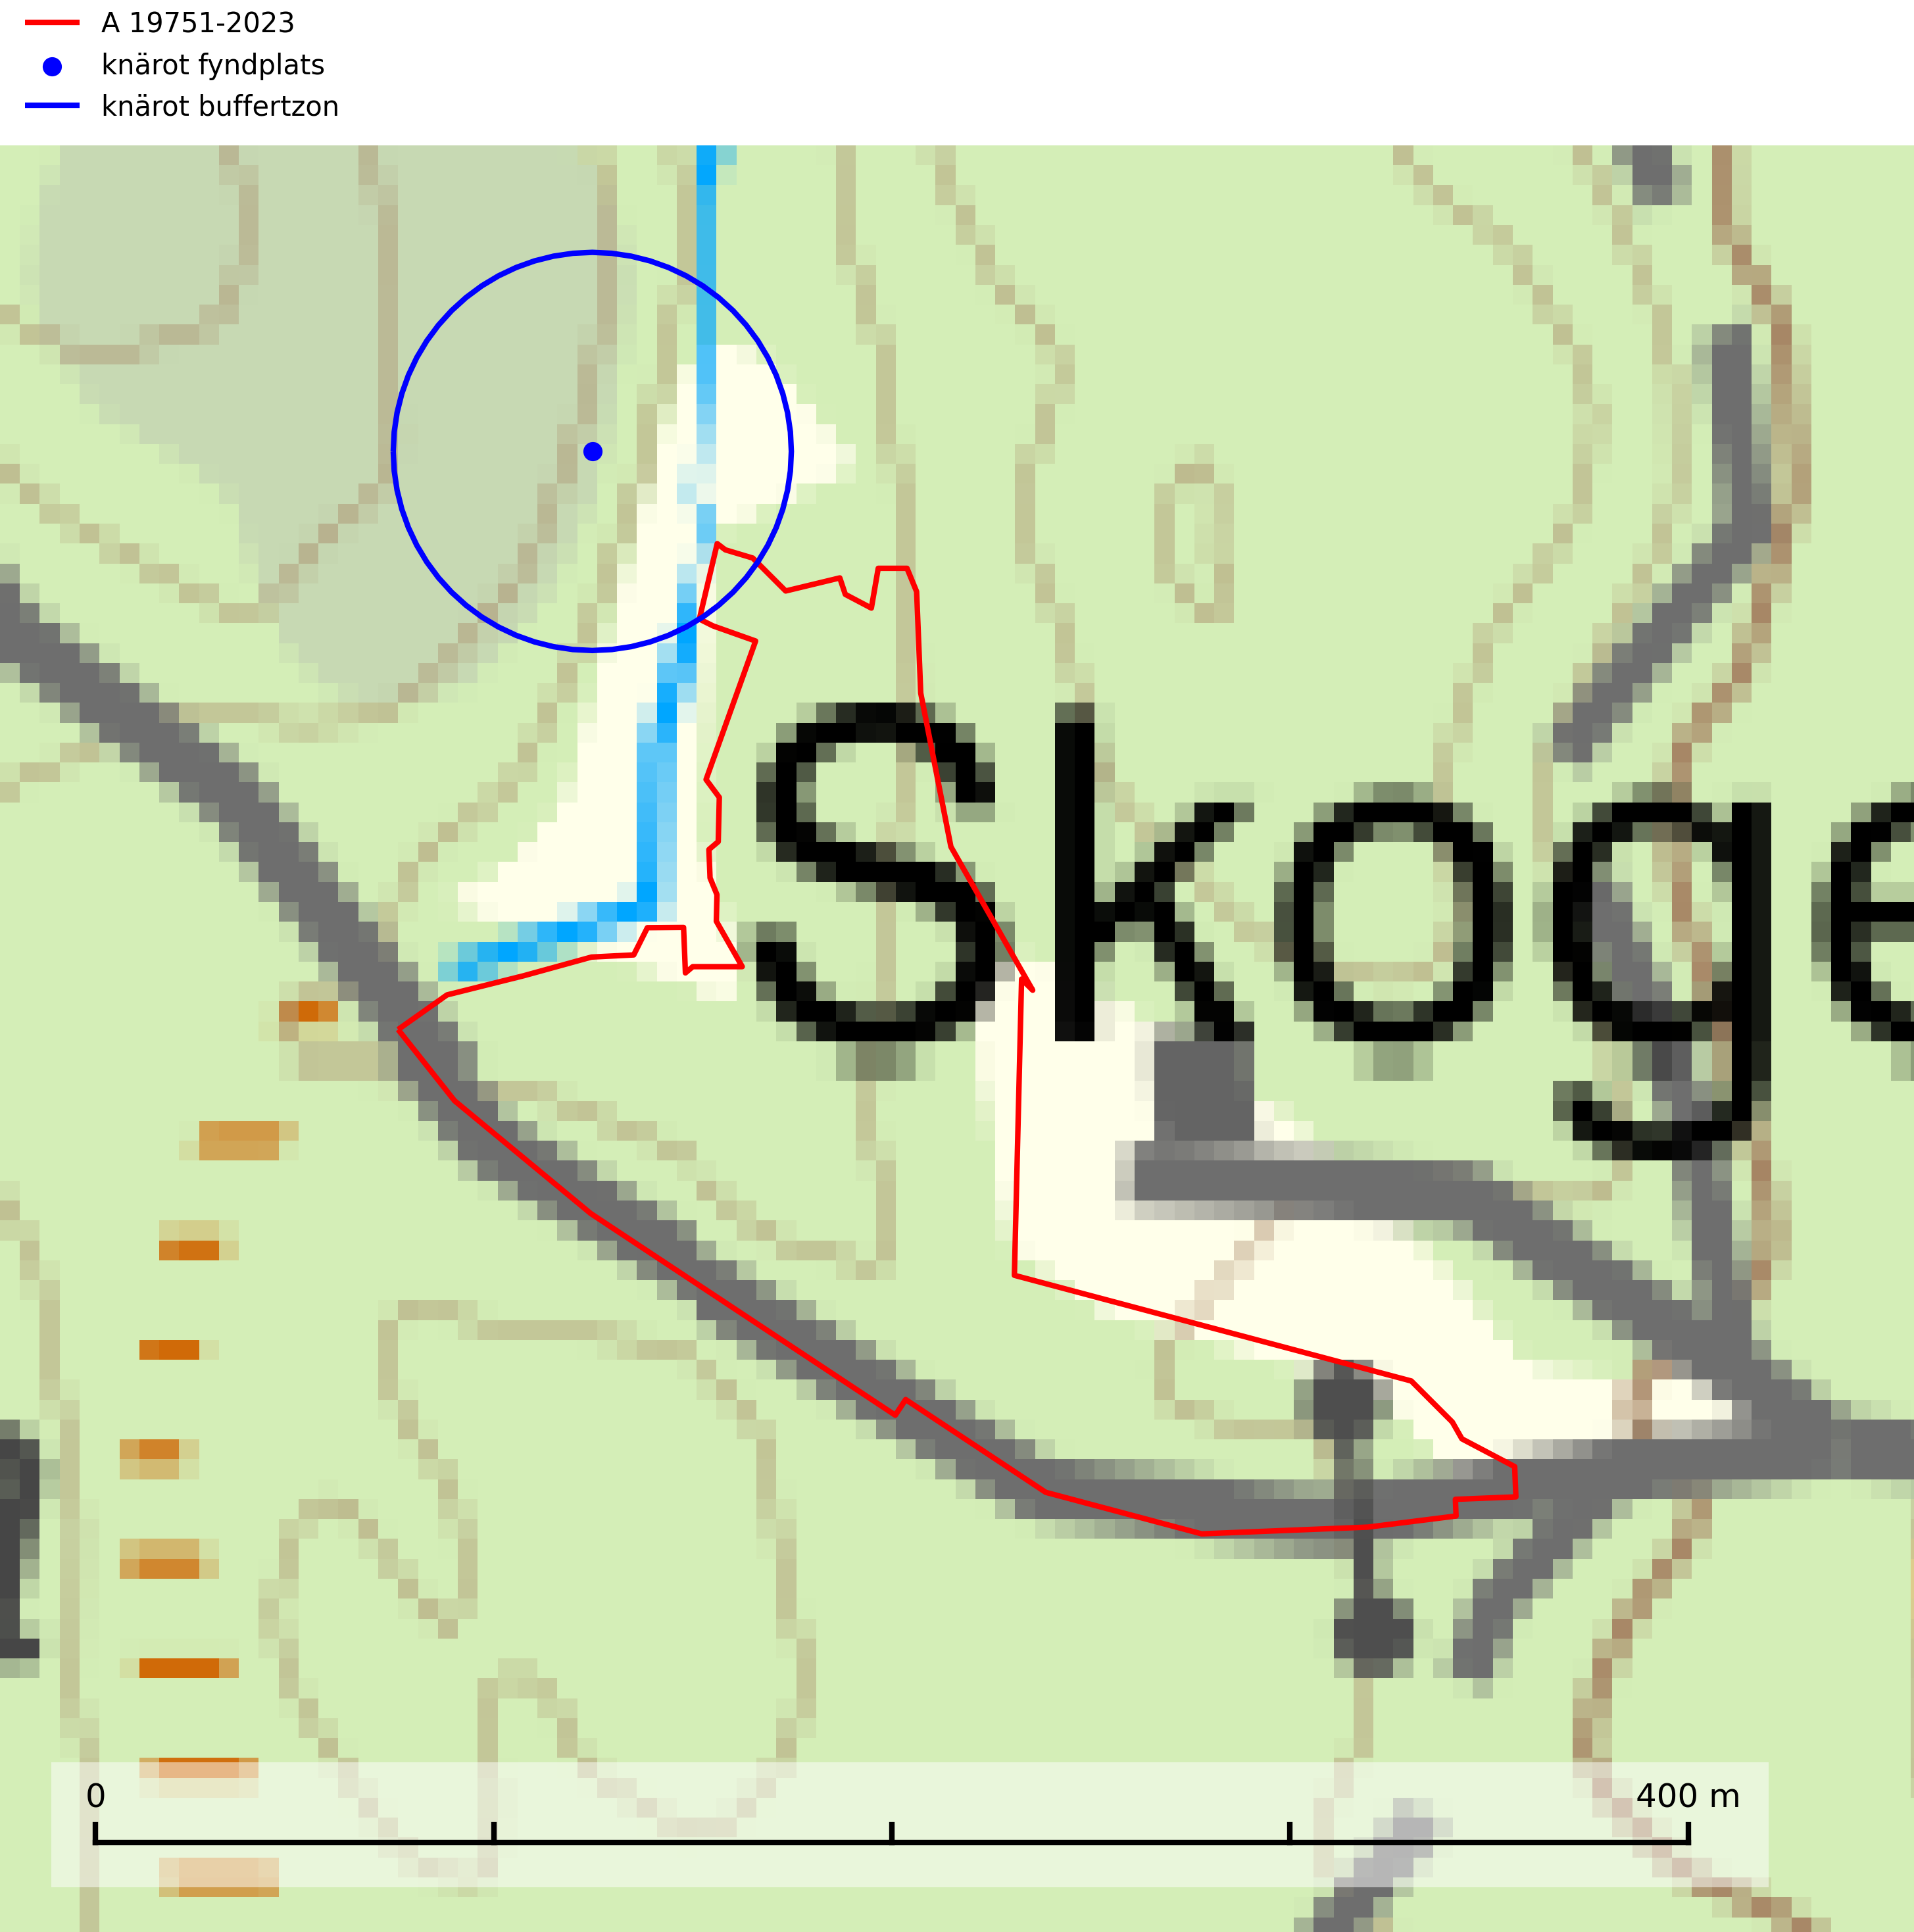 A 19751-2023
knärot fyndplats
knärot buffertzon
Skoge
0
400 m